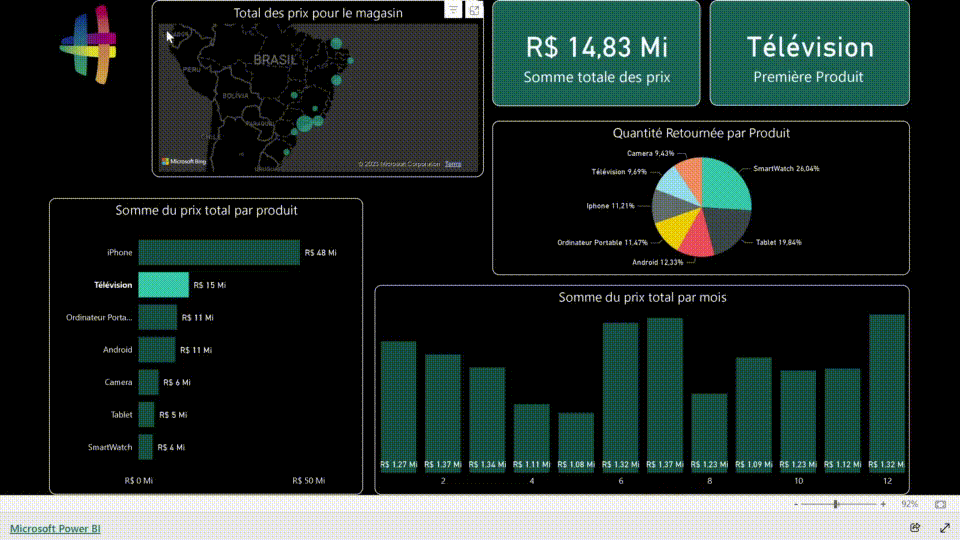 Total des prix pour le magasin
BRASIL
PERU
BOLÍVIA
Microsoft Bing
© 2023 Microsoft Corporation Terms
R$ 14,83 Mi
Somme totale des prix
Télévision
Première Produit
Quantité Retournée par Produit
Camera 9,43%
SmartWatch 26,04%
Télévision 9,69%
Iphone 11,21%
Ordinateur Portable 11,47%
Tablet 19,84%
Android 12,33%
Somme du prix total par produit
iPhone R$ 48 Mi
Télévision R$ 15 Mi
Ordinateur Porta... R$ 11 Mi
Android R$ 11 Mi
Camera R$ 6 Mi
Tablet R$ 5 Mi
SmartWatch R$ 4 Mi
R$ 0 Mi R$ 50 Mi
Somme du prix total par mois
R$ 1.27 Mi R$ 1.37 Mi R$ 1.34 Mi R$ 1.11 Mi R$ 1.08 Mi R$ 1.32 Mi R$ 1.37 Mi R$ 1.23 Mi R$ 1.09 Mi R$ 1.23 Mi R$ 1.12 Mi R$ 1.32 Mi
2 4 6 8 10 12
- + 92%
Microsoft Power BI